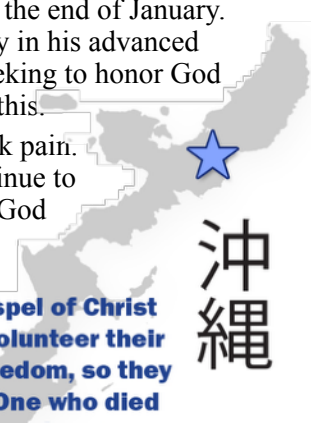 the end of January.
y in his advanced
eking to honor God
this.
k pain.
inue to
God
沖縄
spel of Christ
olunteer their
edom, so they
One who died